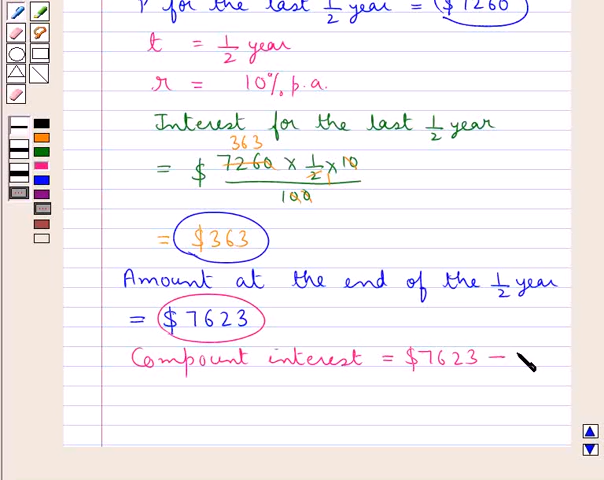 P for the last 1/2 year = $7260
t = 1/2 year
r = 10% p.a.
Interest for the last 1/2 year
363
= $ 7260 x 1/2 x 10 / 100
= $363
Amount at the end of the 1/2 year
= $7623
Compount interest = $7623 –